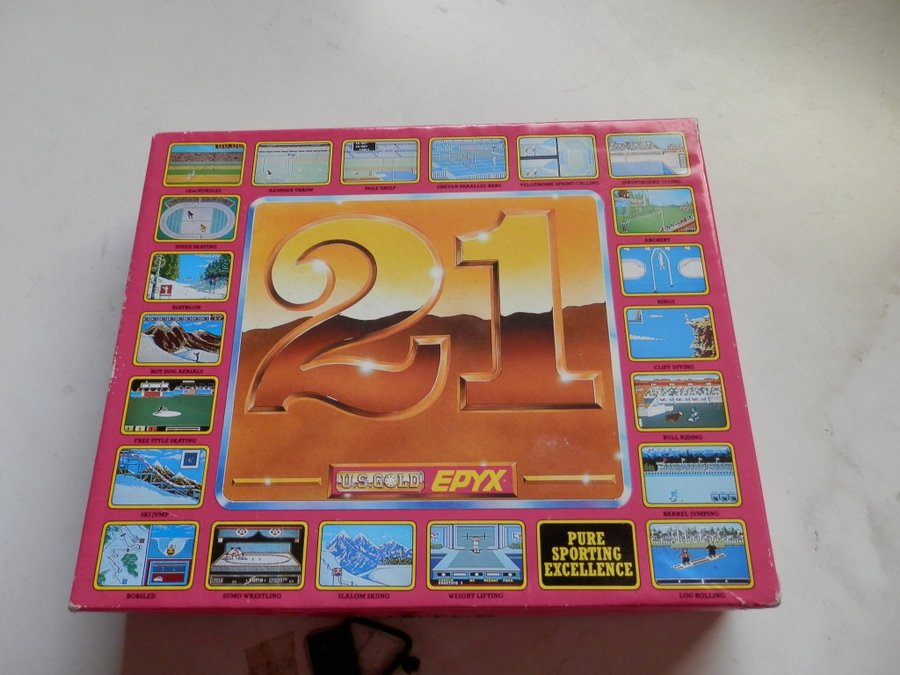 110m HURDLES
HAMMER THROW
POLE VAULT
UNEVEN PARALLEL BARS
VELODROME SPRINT CYCLING
SPRINGBOARD DIVING
SPEED SKATING
ARCHERY
BIATHLON
RINGS
HOT DOG AERIALS
CLIFF DIVING
FREE STYLE SKATING
BULL RIDING
SKI JUMP
BARREL JUMPING
21
U.S. GOLD EPYX
BOBSLED
SUMO WRESTLING
SLALOM SKIING
WEIGHT LIFTING
PURE
SPORTING
EXCELLENCE
LOG ROLLING